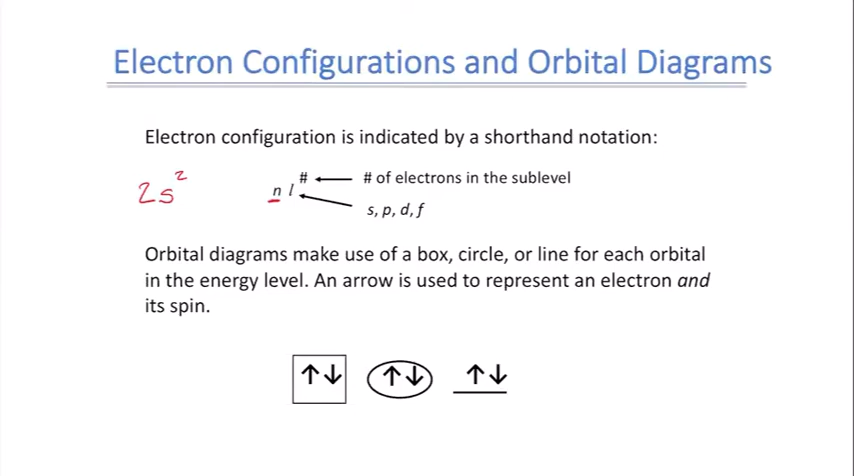 Electron Configurations and Orbital Diagrams
Electron configuration is indicated by a shorthand notation:
2s²
n l #
# of electrons in the sublevel
s, p, d, f
Orbital diagrams make use of a box, circle, or line for each orbital
in the energy level. An arrow is used to represent an electron and
its spin.
↑↓ ↑↓ ↑↓